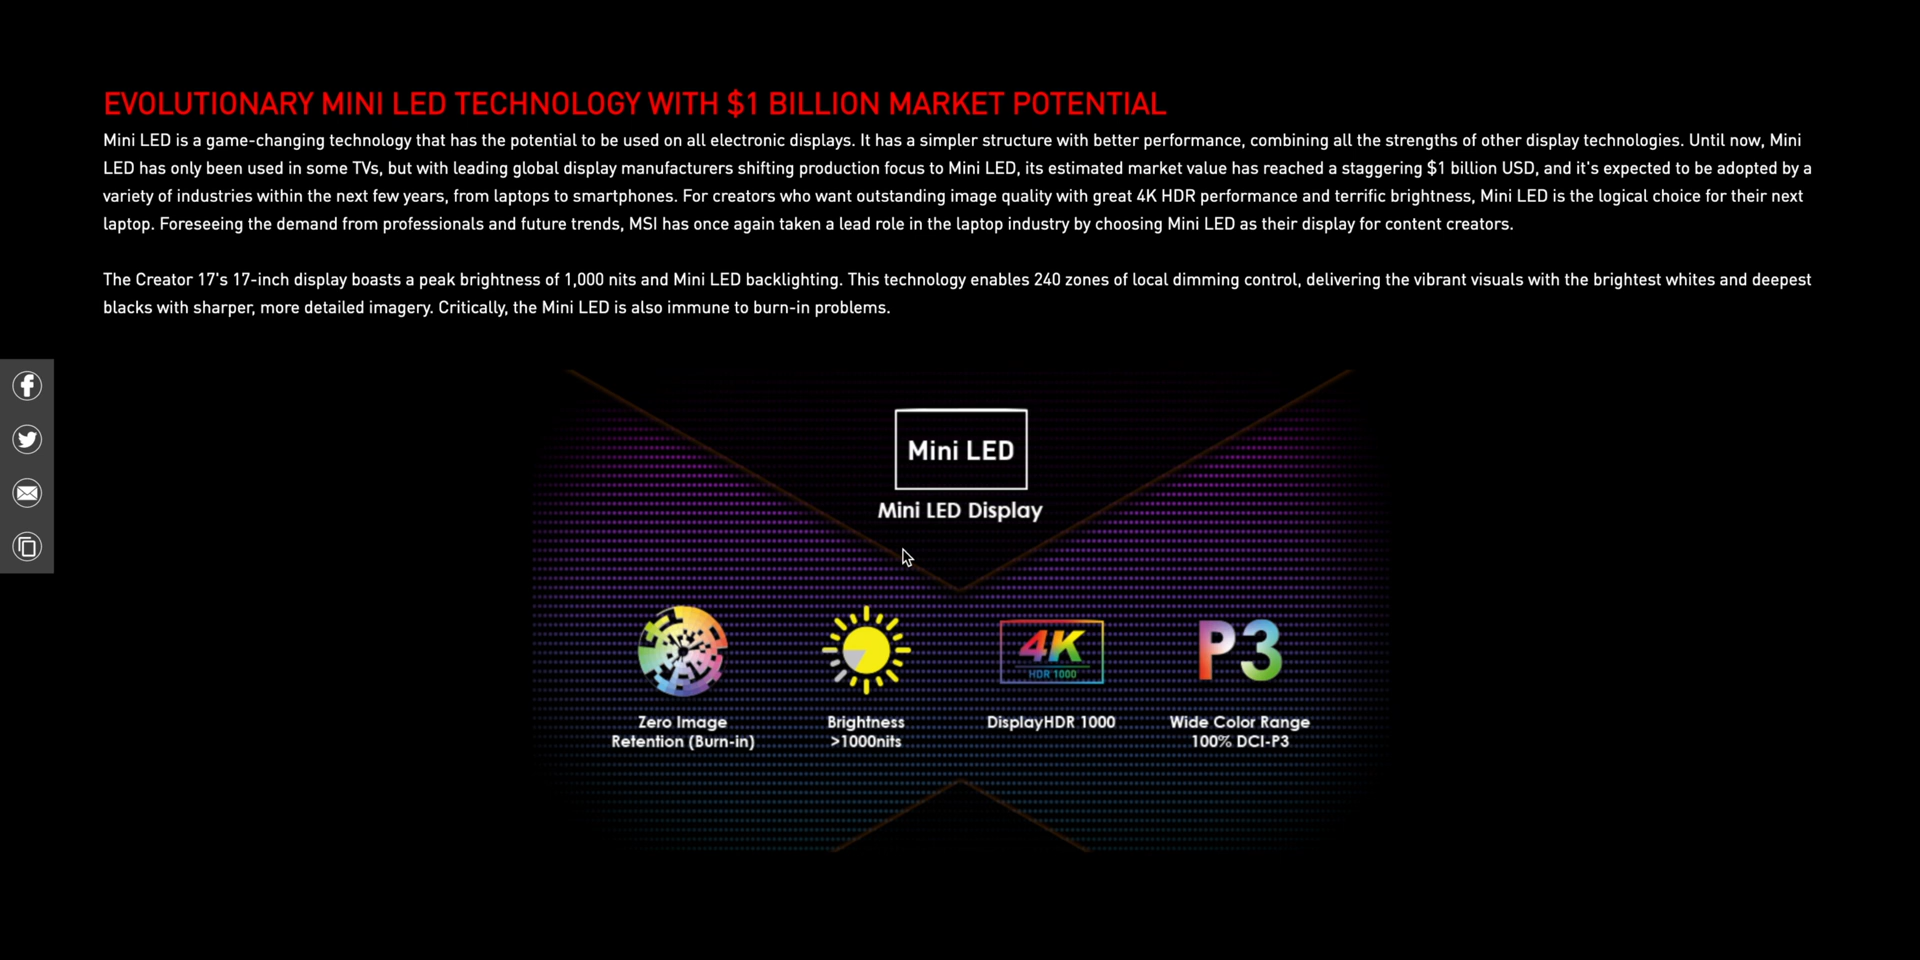 EVOLUTIONARY MINI LED TECHNOLOGY WITH $1 BILLION MARKET POTENTIAL
Mini LED is a game-changing technology that has the potential to be used on all electronic displays. It has a simpler structure with better performance, combining all the strengths of other display technologies. Until now, Mini
LED has only been used in some TVs, but with leading global display manufacturers shifting production focus to Mini LED, its estimated market value has reached a staggering $1 billion USD, and it's expected to be adopted by a
variety of industries within the next few years, from laptops to smartphones. For creators who want outstanding image quality with great 4K HDR performance and terrific brightness, Mini LED is the logical choice for their next
laptop. Foreseeing the demand from professionals and future trends, MSI has once again taken a lead role in the laptop industry by choosing Mini LED as their display for content creators.
The Creator 17's 17-inch display boasts a peak brightness of 1,000 nits and Mini LED backlighting. This technology enables 240 zones of local dimming control, delivering the vibrant visuals with the brightest whites and deepest
blacks with sharper, more detailed imagery. Critically, the Mini LED is also immune to burn-in problems.
Mini LED
Mini LED Display
4K
HDR 1000
P3
Zero Image
Retention (Burn-in)
Brightness
>1000nits
DisplayHDR 1000
Wide Color Range
100% DCI-P3